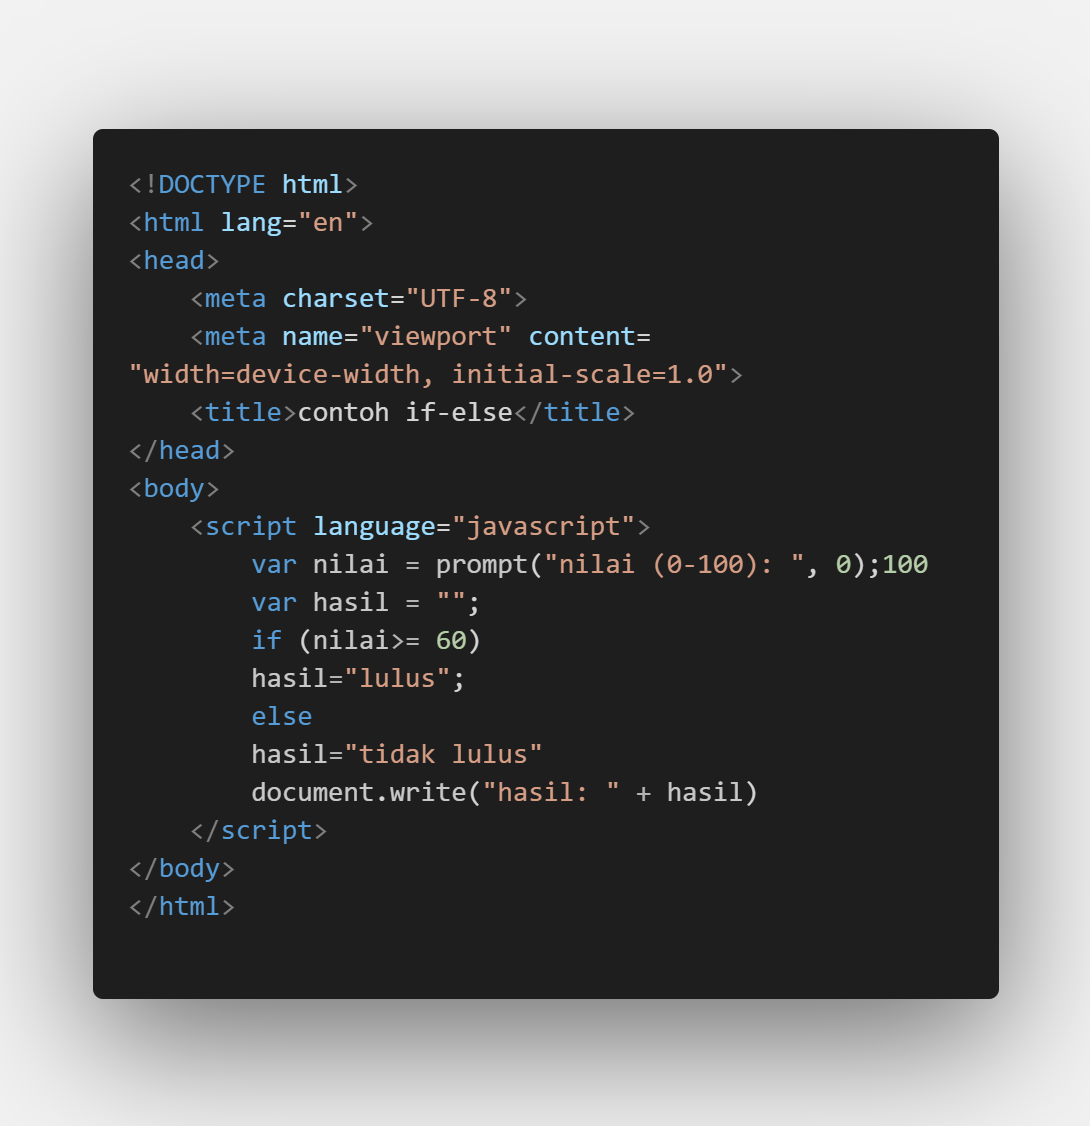 <!DOCTYPE html>
<html lang="en">
<head>
    <meta charset="UTF-8">
    <meta name="viewport" content=
"width=device-width, initial-scale=1.0">
    <title>contoh if-else</title>
</head>
<body>
    <script language="javascript">
        var nilai = prompt("nilai (0-100): ", 0);100
        var hasil = "";
        if (nilai>= 60)
        hasil="lulus";
        else
        hasil="tidak lulus"
        document.write("hasil: " + hasil)
    </script>
</body>
</html>